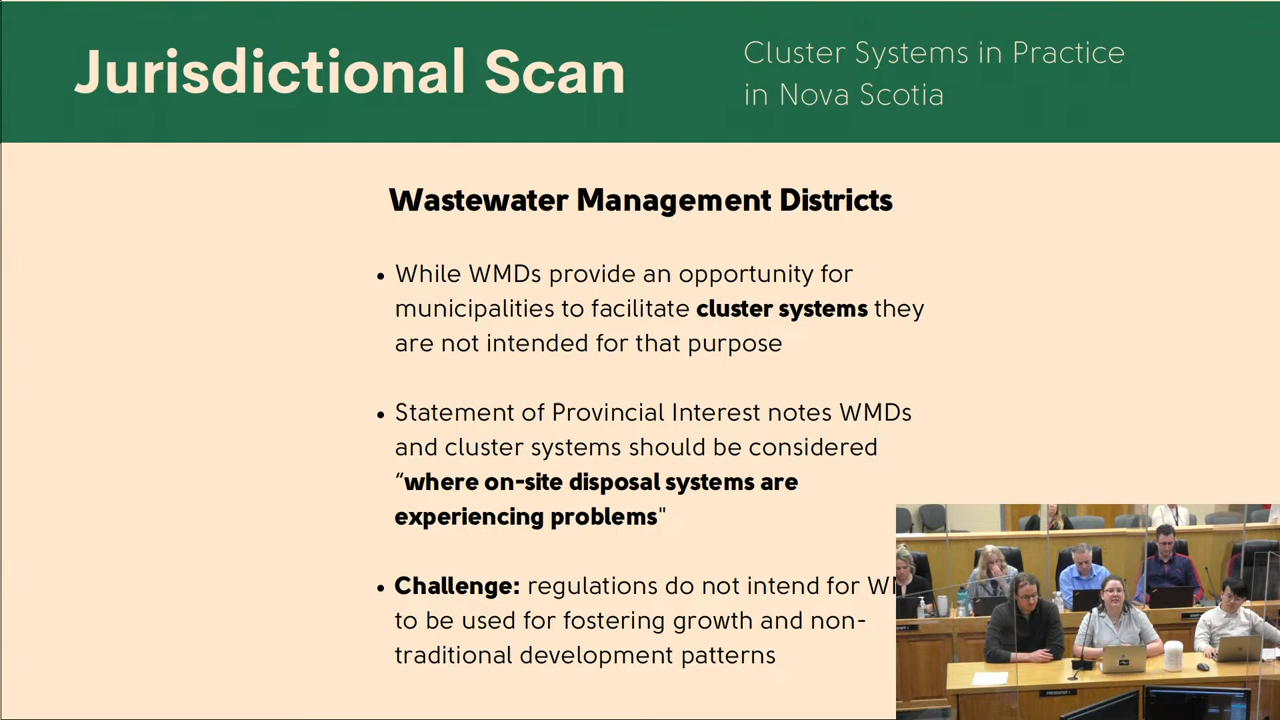 Jurisdictional Scan
Cluster Systems in Practice
in Nova Scotia
Wastewater Management Districts
• While WMDs provide an opportunity for
municipalities to facilitate cluster systems they
are not intended for that purpose
• Statement of Provincial Interest notes WMDs
and cluster systems should be considered
“where on-site disposal systems are
experiencing problems"
• Challenge: regulations do not intend for
to be used for fostering growth and non-
traditional development patterns
PRESENTER 1